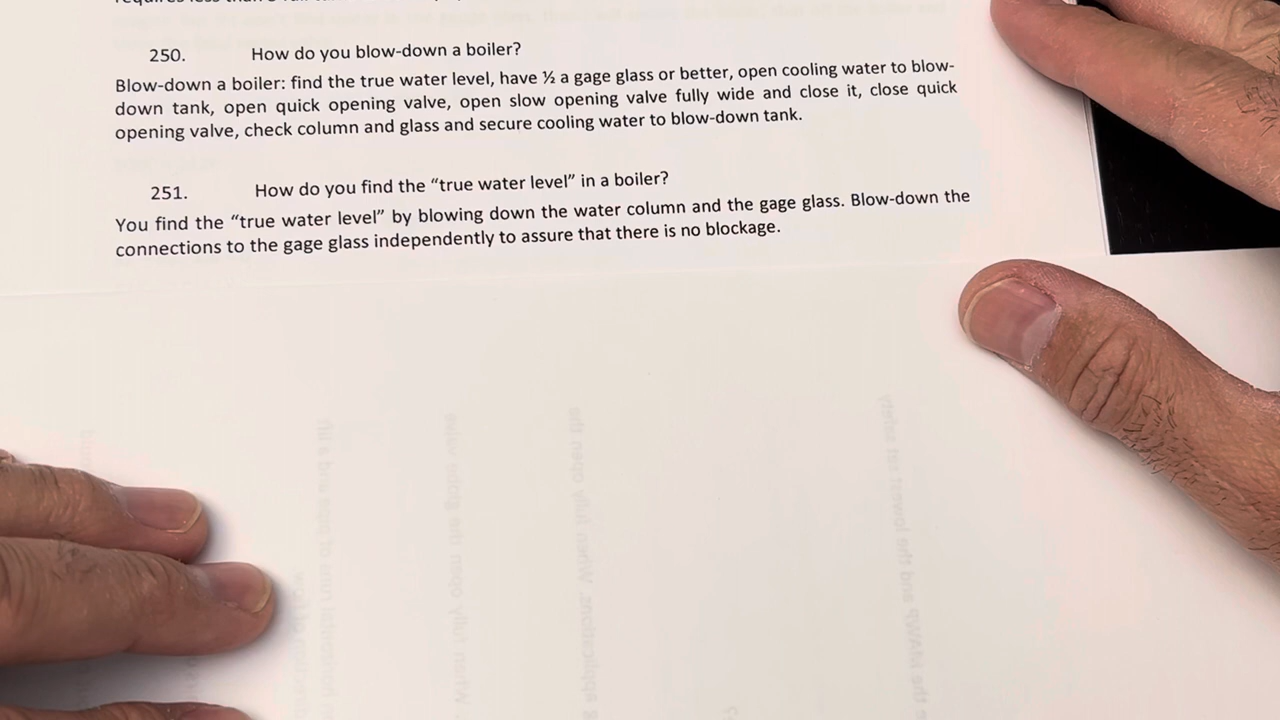 250. How do you blow-down a boiler?
Blow-down a boiler: find the true water level, have ½ a gage glass or better, open cooling water to blow-
down tank, open quick opening valve, open slow opening valve fully wide and close it, close quick
opening valve, check column and glass and secure cooling water to blow-down tank.
251. How do you find the “true water level” in a boiler?
You find the “true water level” by blowing down the water column and the gage glass. Blow-down the
connections to the gage glass independently to assure that there is no blockage.